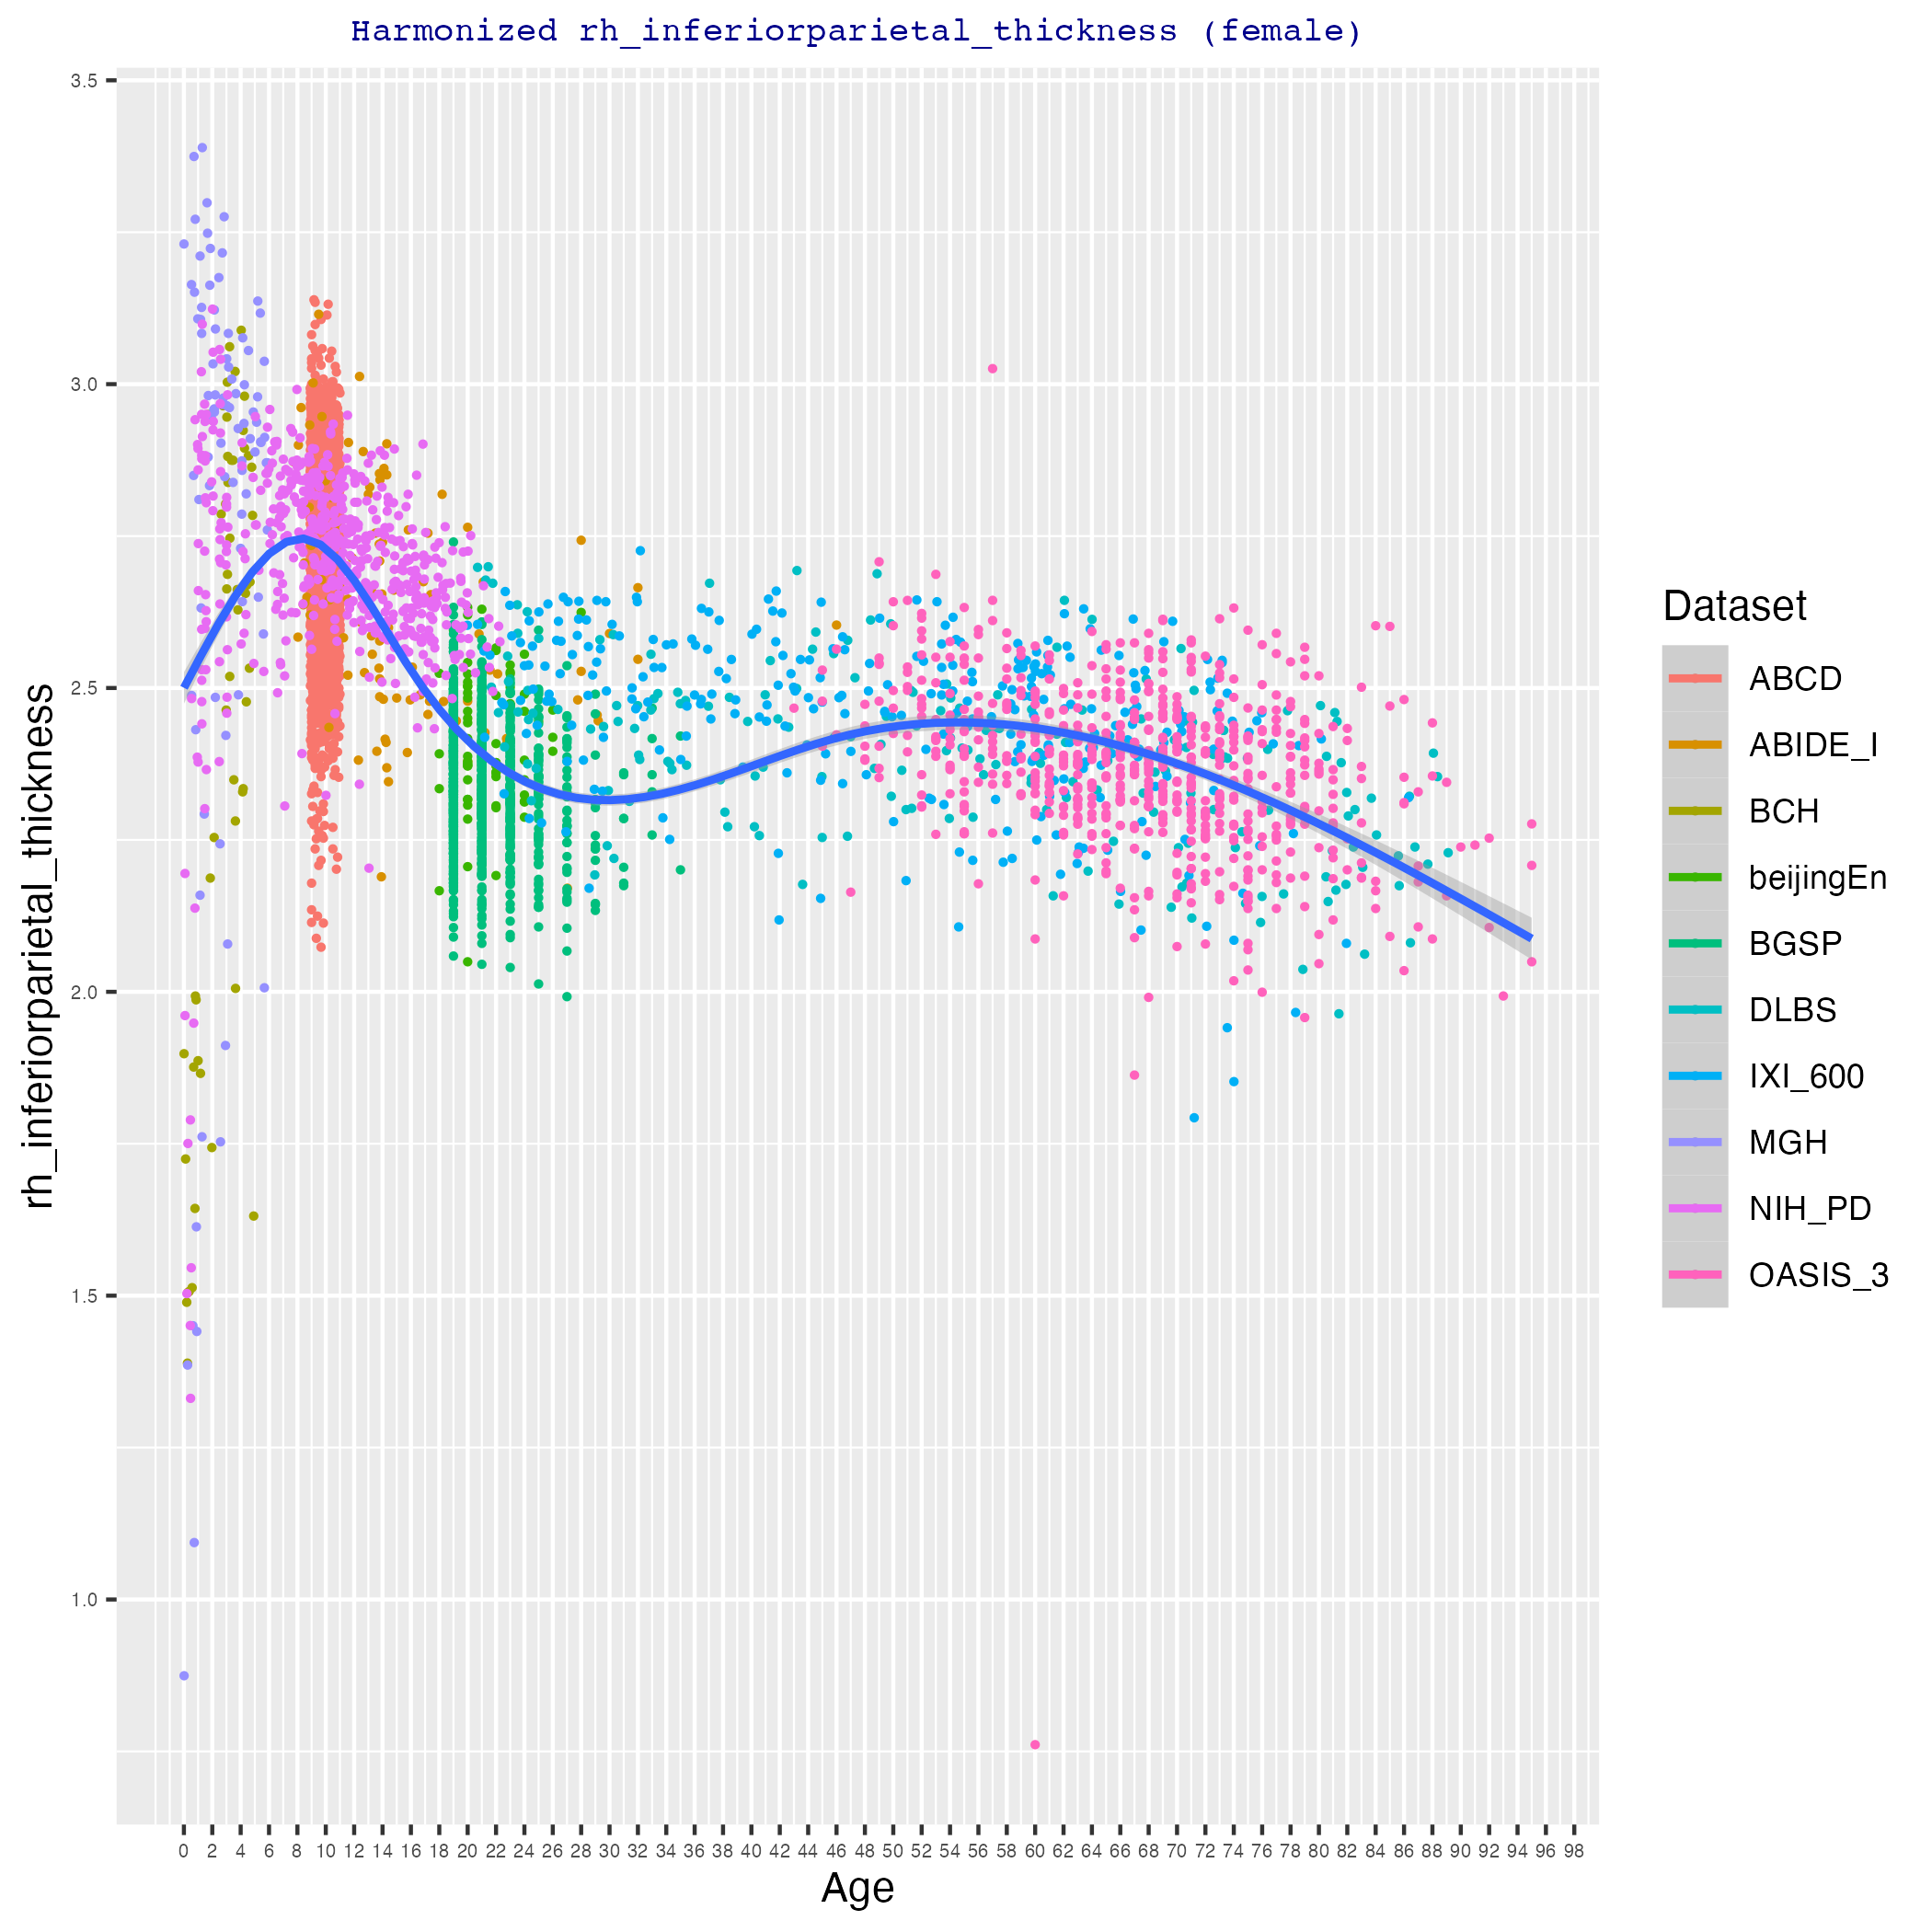 Harmonized rh_inferiorparietal_thickness (female)
3.5
3.0
2.5
2.0
1.5
1.0
rh_inferiorparietal_thickness
0 2 4 6 8 10 12 14 16 18 20 22 24 26 28 30 32 34 36 38 40 42 44 46 48 50 52 54 56 58 60 62 64 66 68 70 72 74 76 78 80 82 84 86 88 90 92 94 96 98
Age
Dataset
ABCD
ABIDE_I
BCH
beijingEn
BGSP
DLBS
IXI_600
MGH
NIH_PD
OASIS_3